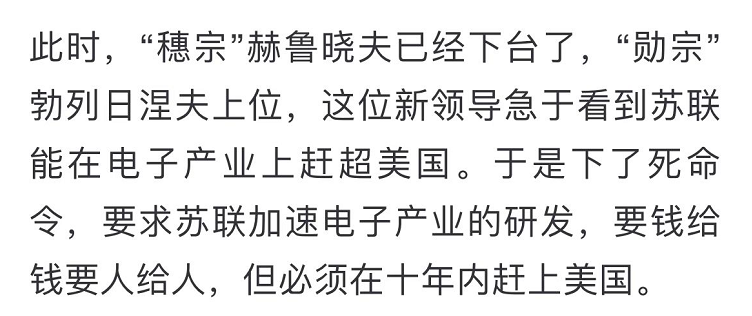 此时，“穗宗”赫鲁晓夫已经下台了，“勋宗”
勃列日涅夫上位，这位新领导急于看到苏联
能在电子产业上赶超美国。于是下了死命
令，要求苏联加速电子产业的研发，要钱给
钱要人给人，但必须在十年内赶上美国。